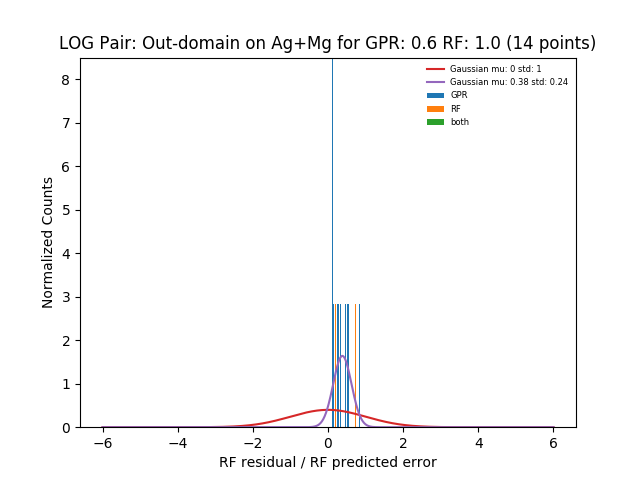 LOG Pair: Out-domain on Ag+Mg for GPR: 0.6 RF: 1.0 (14 points)
Gaussian mu: 0 std: 1
Gaussian mu: 0.38 std: 0.24
GPR
RF
both
Normalized Counts
8
7
6
5
4
3
2
1
0
−6
−4
−2
0
2
4
6
RF residual / RF predicted error